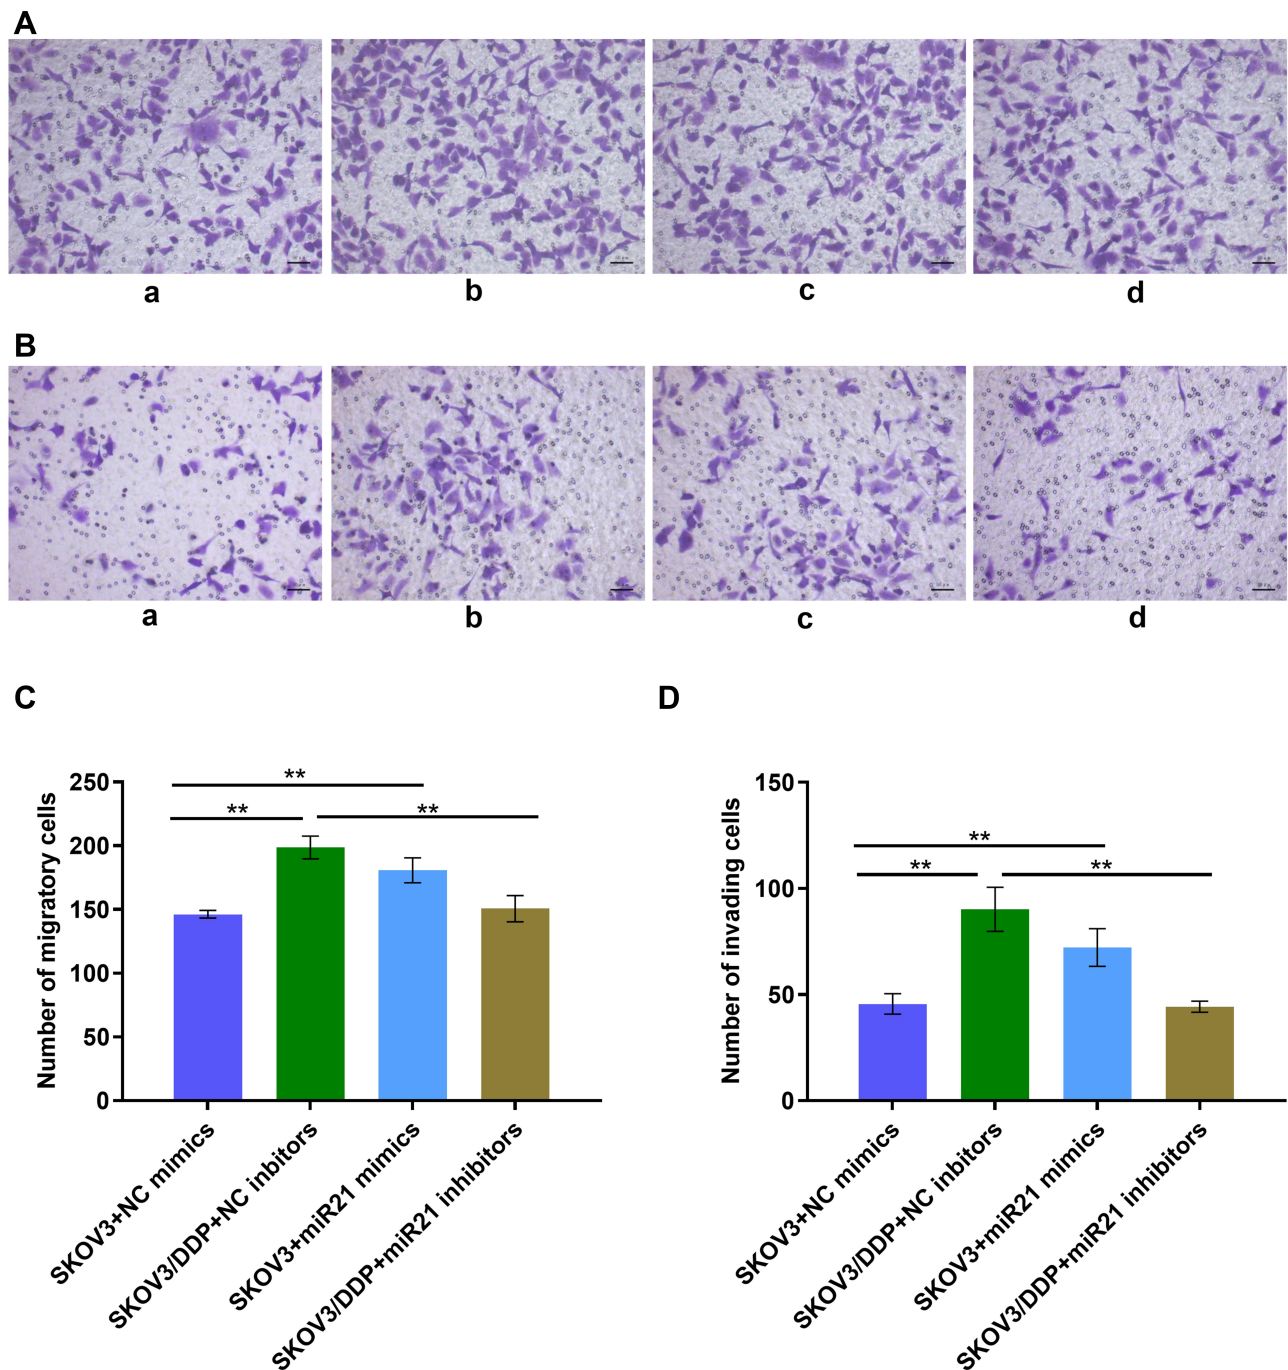 A
a b c d
B
a b c d
C
D
250
200
150
100
50
0
Number of migratory cells
**
**
**
SKOV3+NC mimics
SKOV3/DDP+NC inbitors
SKOV3+miR21 mimics
SKOV3/DDP+miR21 inhibitors
150
100
50
0
Number of invading cells
**
**
**
SKOV3+NC mimics
SKOV3/DDP+NC inbitors
SKOV3+miR21 mimics
SKOV3/DDP+miR21 inhibitors